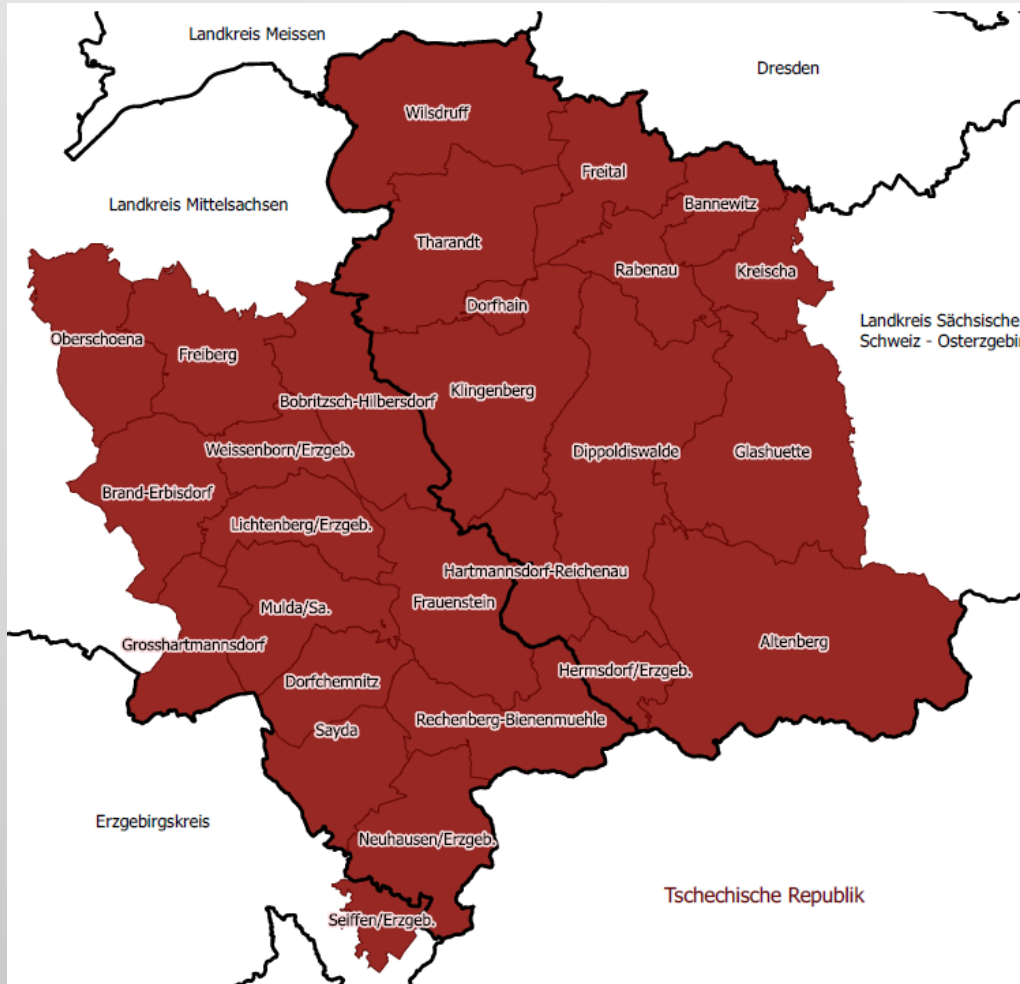 Landkreis Meissen
Dresden
Wilsdruff
Freital
Landkreis Mittelsachsen
Bannewitz
Tharandt
Rabenau
Kreischa
Dorfhain
Landkreis Sächsische
Schweiz - Osterzgebir
Oberschoena
Freiberg
Klingenberg
Bobritzsch-Hilbersdorf
Weissenborn/Erzgeb.
Dippoldiswalde
Glashuette
Brand-Erbisdorf
Lichtenberg/Erzgeb.
Hartmannsdorf-Reichenau
Frauenstein
Mulda/Sa.
Grosshartmannsdorf
Altenberg
Hermsdorf/Erzgeb.
Dorfchemnitz
Rechenberg-Bienenmuehle
Sayda
Erzgebirgskreis
Neuhausen/Erzgeb.
Tschechische Republik
Seiffen/Erzgeb.